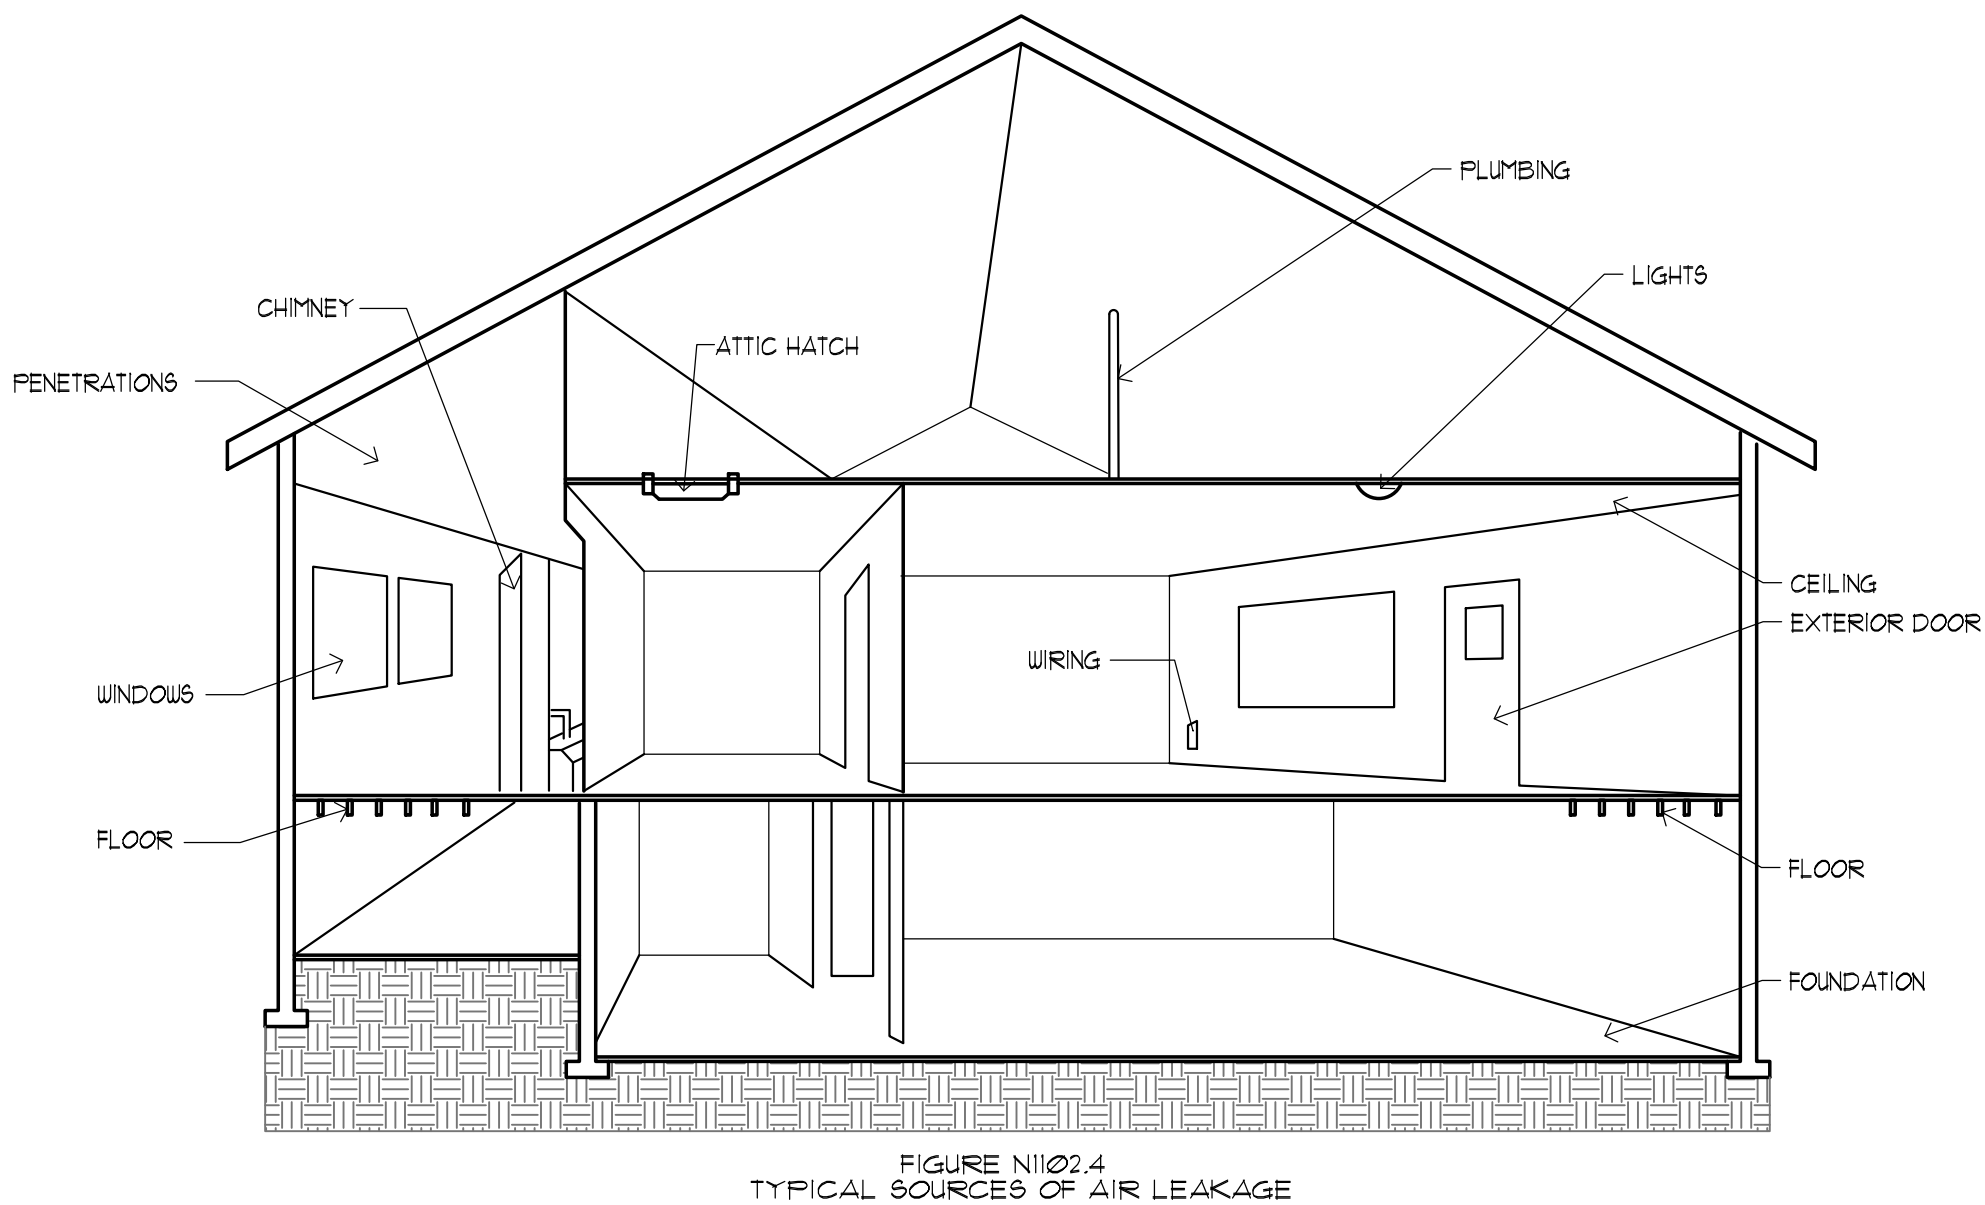 PLUMBING
LIGHTS
CHIMNEY
ATTIC HATCH
PENETRATIONS
CEILING
EXTERIOR DOOR
WIRING
WINDOWS
FLOOR
FLOOR
FOUNDATION
FIGURE N1102.4
TYPICAL SOURCES OF AIR LEAKAGE